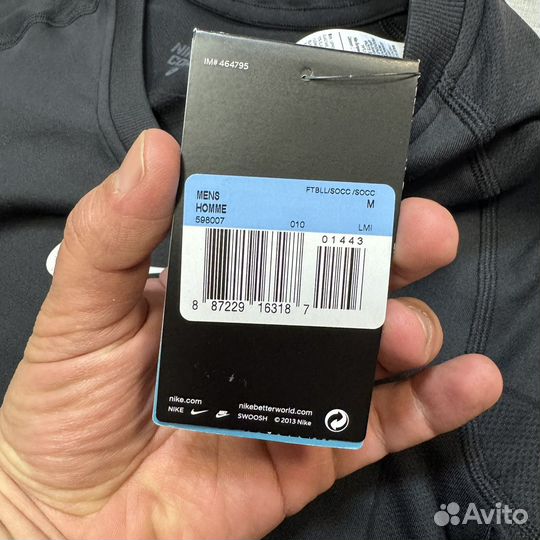 IM# 464795
FTBLL/SOCC /SOCC
MENS M
HOMME
598007 010 LMI
01443
8 87229 16318 7
nike.com nikebetterworld.com
NIKE SWOOSH © 2013 Nike
NIKE
Avito